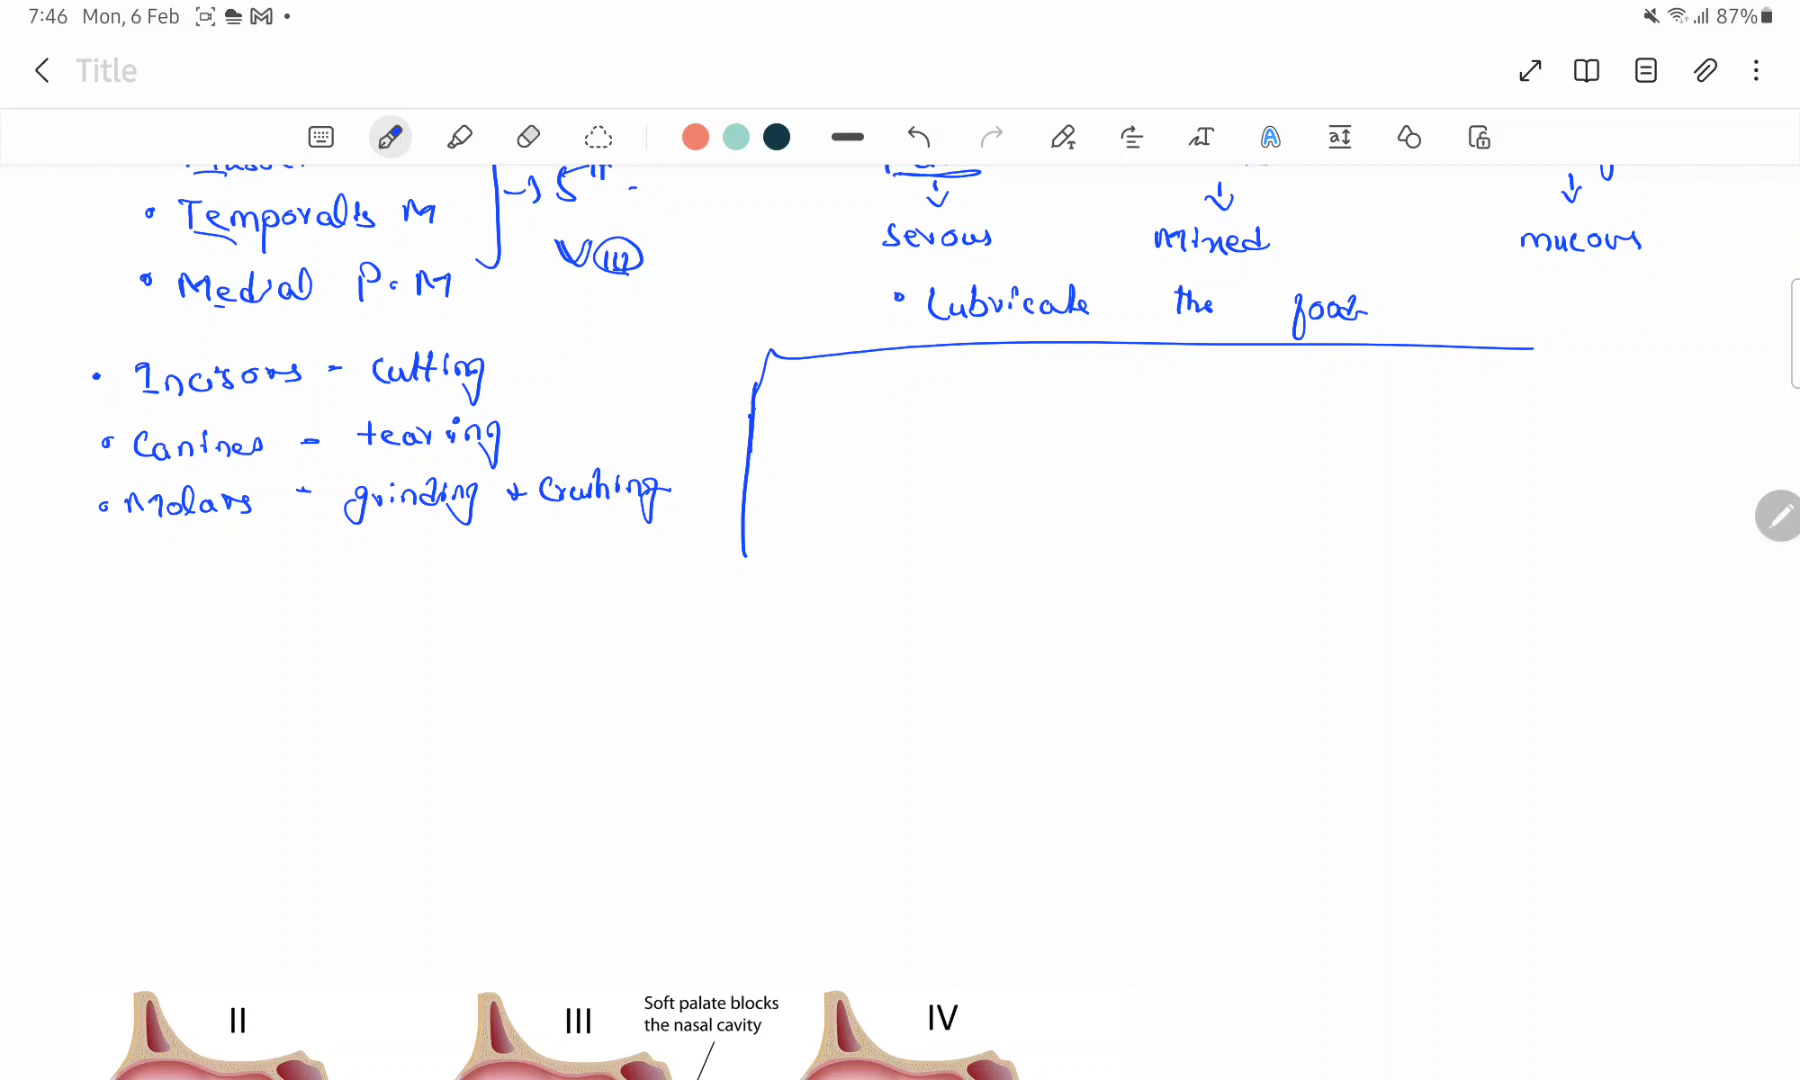 7:46 Mon, 6 Feb
87%
Title
• Temporalis M
• Medial P. M
→ 5
V III
serous
mixed
mucous
• Lubricate the food
• Incisors - cutting
• Canines - tearing
• Molars - grinding + Crushing
II
III
Soft palate blocks
the nasal cavity
IV